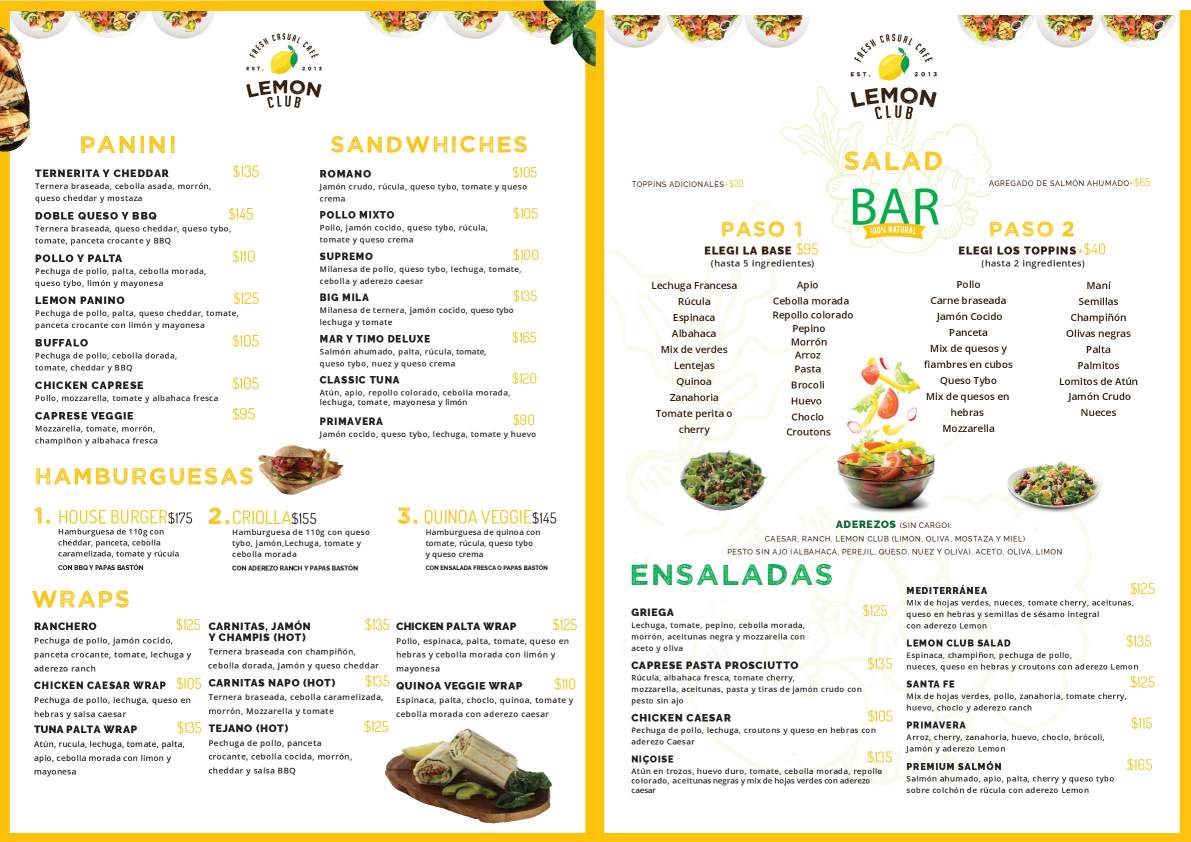 FRESH CASUAL CAFÉ
EST. 2013
LEMON
CLUB
PANINI
TERNERITA Y CHEDDAR $135
Ternera braseada, cebolla asada, morrón,
queso cheddar y mostaza
DOBLE QUESO Y BBQ $145
Ternera braseada, queso cheddar, queso tybo,
tomate, panceta crocante y BBQ
POLLO Y PALTA $110
Pechuga de pollo, palta, cebolla morada,
queso tybo, limón y mayonesa
LEMON PANINO $125
Pechuga de pollo, palta, queso cheddar, tomate,
panceta crocante con limón y mayonesa
BUFFALO $105
Pechuga de pollo, cebolla dorada,
tomate, cheddar y BBQ
CHICKEN CAPRESE $105
Pollo, mozzarella, tomate y albahaca fresca
CAPRESE VEGGIE $95
Mozzarella, tomate, morrón,
champiñon y albahaca fresca
SANDWHICHES
ROMANO $105
Jamón crudo, rúcula, queso tybo, tomate y queso
crema
POLLO MIXTO $105
Pollo, jamón cocido, queso tybo, rúcula,
tomate y queso crema
SUPREMO $100
Milanesa de pollo, queso tybo, lechuga, tomate,
cebolla y aderezo caesar
BIG MILA $135
Milanesa de ternera, jamón cocido, queso tybo
lechuga y tomate
MAR Y TIMO DELUXE $165
Salmón ahumado, palta, rúcula, tomate,
queso tybo, nuez y queso crema
CLASSIC TUNA $120
Atún, apio, repollo colorado, cebolla morada,
lechuga, tomate, mayonesa y limón
PRIMAVERA $90
Jamón cocido, queso tybo, lechuga, tomate y huevo
HAMBURGUESAS
1. HOUSE BURGER$175
Hamburguesa de 110g con
cheddar, panceta, cebolla
caramelizada, tomate y rúcula
CON BBQ Y PAPAS BASTÓN
2. CRIOLLA$155
Hamburguesa de 110g con queso
tybo, jamón,Lechuga, tomate y
cebolla morada
CON ADEREZO RANCH Y PAPAS BASTÓN
3. QUINOA VEGGIE$145
Hamburguesa de quinoa con
tomate, rúcula, queso tybo
y queso crema
CON ENSALADA FRESCA O PAPAS BASTÓN
WRAPS
RANCHERO $125
Pechuga de pollo, jamón cocido,
panceta crocante, tomate, lechuga y
aderezo ranch
CHICKEN CAESAR WRAP $105
Pechuga de pollo, lechuga, queso en
hebras y salsa caesar
TUNA PALTA WRAP $135
Atún, rucula, lechuga, tomate, palta,
apio, cebolla morada con limon y
mayonesa
CARNITAS, JAMÓN $135
Y CHAMPIS (HOT)
Ternera braseada con champiñón,
cebolla dorada, Jamón y queso cheddar
CARNITAS NAPO (HOT) $135
Ternera braseada, cebolla caramelizada,
morrón, Mozzarella y tomate
TEJANO (HOT) $125
Pechuga de pollo, panceta
crocante, cebolla cocida, morrón,
cheddar y salsa BBQ
CHICKEN PALTA WRAP $125
Pollo, espinaca, palta, tomate, queso en
hebras y cebolla morada con limón y
mayonesa
QUINOA VEGGIE WRAP $110
Espinaca, palta, choclo, quinoa, tomate y
cebolla morada con aderezo caesar
FRESH CASUAL CAFÉ
EST. 2013
LEMON
CLUB
SALAD
BAR
100% NATURAL
TOPPINS ADICIONALES+$20
AGREGADO DE SALMÓN AHUMADO+$65
PASO 1
ELEGI LA BASE $95
(hasta 5 ingredientes)
Lechuga Francesa
Rúcula
Espinaca
Albahaca
Mix de verdes
Lentejas
Quinoa
Zanahoria
Tomate perita o
cherry
Apio
Cebolla morada
Repollo colorado
Pepino
Morrón
Arroz
Pasta
Brocoli
Huevo
Choclo
Croutons
PASO 2
ELEGI LOS TOPPINS+$40
(hasta 2 ingredientes)
Pollo
Carne braseada
Jamón Cocido
Panceta
Mix de quesos y
fiambres en cubos
Queso Tybo
Mix de quesos en
hebras
Mozzarella
Maní
Semillas
Champiñón
Olivas negras
Palta
Palmitos
Lomitos de Atún
Jamón Crudo
Nueces
ADEREZOS (SIN CARGO):
CAESAR, RANCH, LEMON CLUB (LIMÓN, OLIVA, MOSTAZA Y MIEL)
PESTO SIN AJO (ALBAHACA, PEREJIL, QUESO, NUEZ Y OLIVA), ACETO, OLIVA, LIMÓN
ENSALADAS
GRIEGA $125
Lechuga, tomate, pepino, cebolla morada,
morrón, aceitunas negra y mozzarella con
aceto y oliva
CAPRESE PASTA PROSCIUTTO $135
Rúcula, albahaca fresca, tomate cherry,
mozzarella, aceitunas, pasta y tiras de jamón crudo con
pesto sin ajo
CHICKEN CAESAR $105
Pechuga de pollo, lechuga, croutons y queso en hebras con
aderezo Caesar
NIÇOISE $135
Atún en trozos, huevo duro, tomate, cebolla morada, repollo
colorado, aceitunas negras y mix de hojas verdes con aderezo
caesar
MEDITERRÁNEA $125
Mix de hojas verdes, nueces, tomate cherry, aceitunas,
queso en hebras y semillas de sésamo integral
con aderezo Lemon
LEMON CLUB SALAD $135
Espinaca, champiñon, pechuga de pollo,
nueces, queso en hebras y croutons con aderezo Lemon
SANTA FE $125
Mix de hojas verdes, pollo, zanahoria, tomate cherry,
huevo, choclo y aderezo ranch
PRIMAVERA $115
Arroz, cherry, zanahoria, huevo, choclo, brócoli,
Jamón y aderezo Lemon
PREMIUM SALMÓN $165
Salmón ahumado, apio, palta, cherry y queso tybo
sobre colchón de rúcula con aderezo Lemon